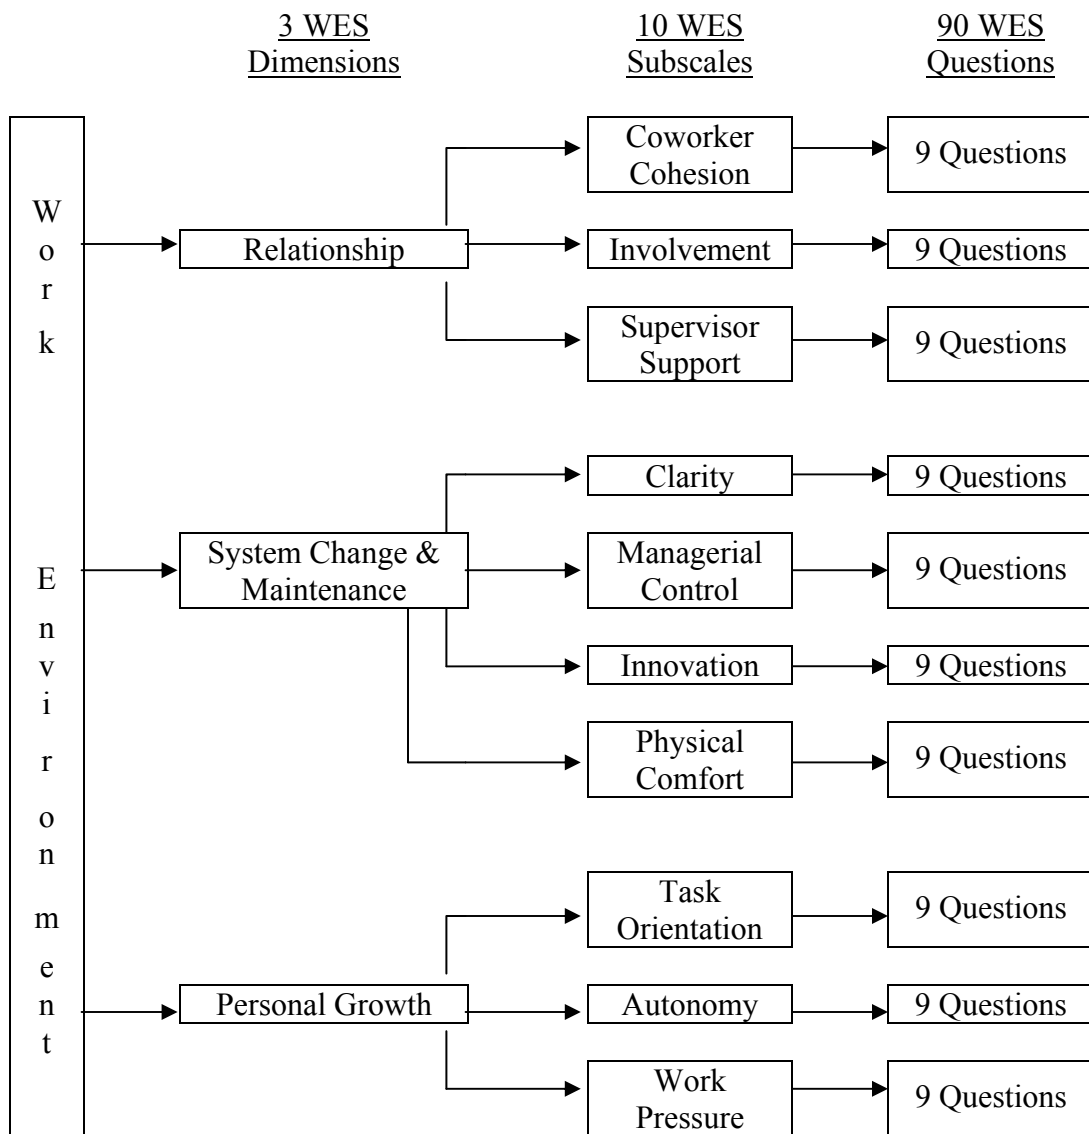 3 WES
Dimensions
10 WES
Subscales
90 WES
Questions
Work
Environment
Relationship
Coworker
Cohesion
9 Questions
Involvement
9 Questions
Supervisor
Support
9 Questions
System Change &
Maintenance
Clarity
9 Questions
Managerial
Control
9 Questions
Innovation
9 Questions
Physical
Comfort
9 Questions
Personal Growth
Task
Orientation
9 Questions
Autonomy
9 Questions
Work
Pressure
9 Questions